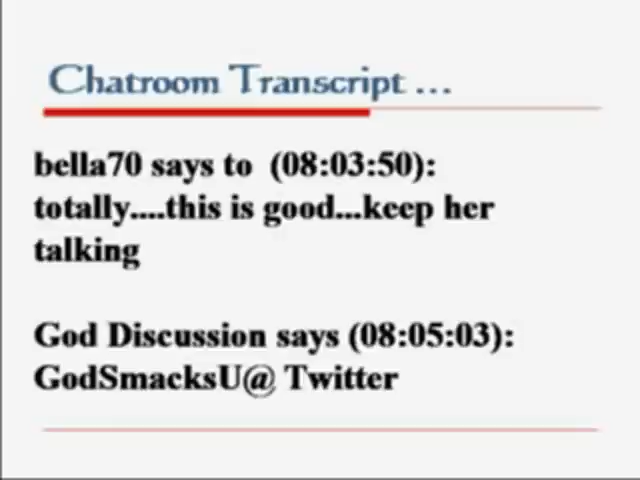 Chatroom Transcript ...
bella70 says to  (08:03:50):
totally....this is good...keep her
talking
God Discussion says (08:05:03):
GodSmacksU@ Twitter